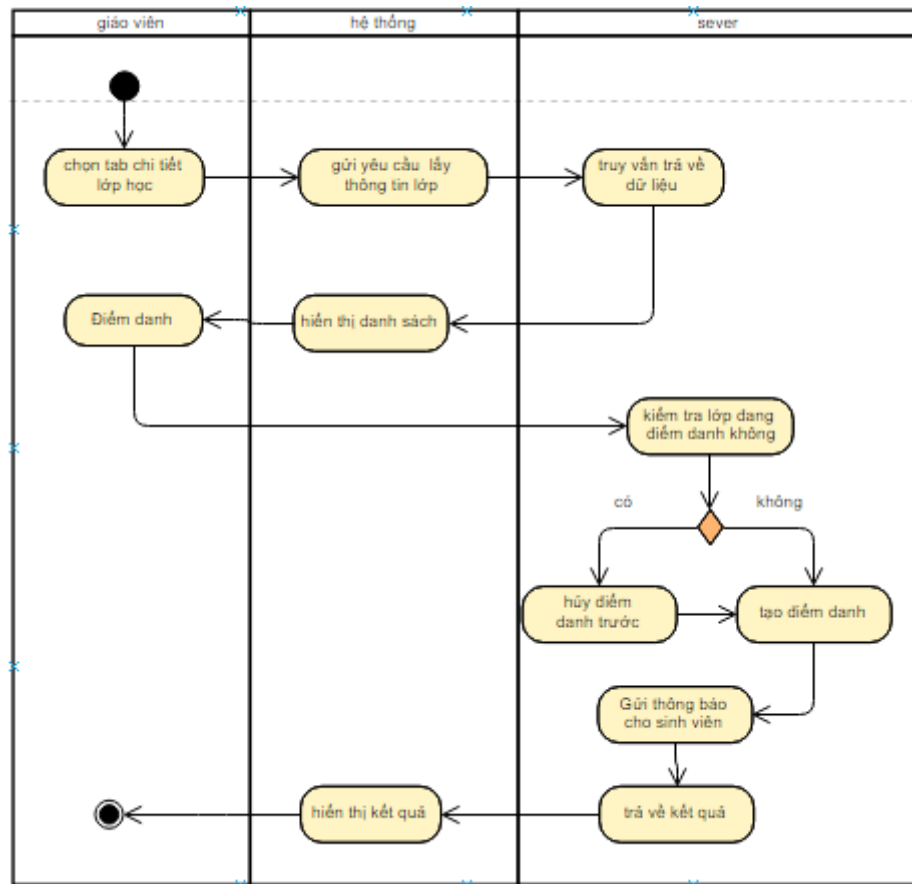 giáo viên
hệ thống
sever
chọn tab chi tiết
lớp học
gửi yêu cầu lấy
thông tin lớp
truy vấn trả về
dữ liệu
Điểm danh
hiển thị danh sách
kiểm tra lớp đang
điểm danh không
có
không
hủy điểm
danh trước
tạo điểm danh
Gửi thông báo
cho sinh viên
hiển thị kết quả
trả về kết quả